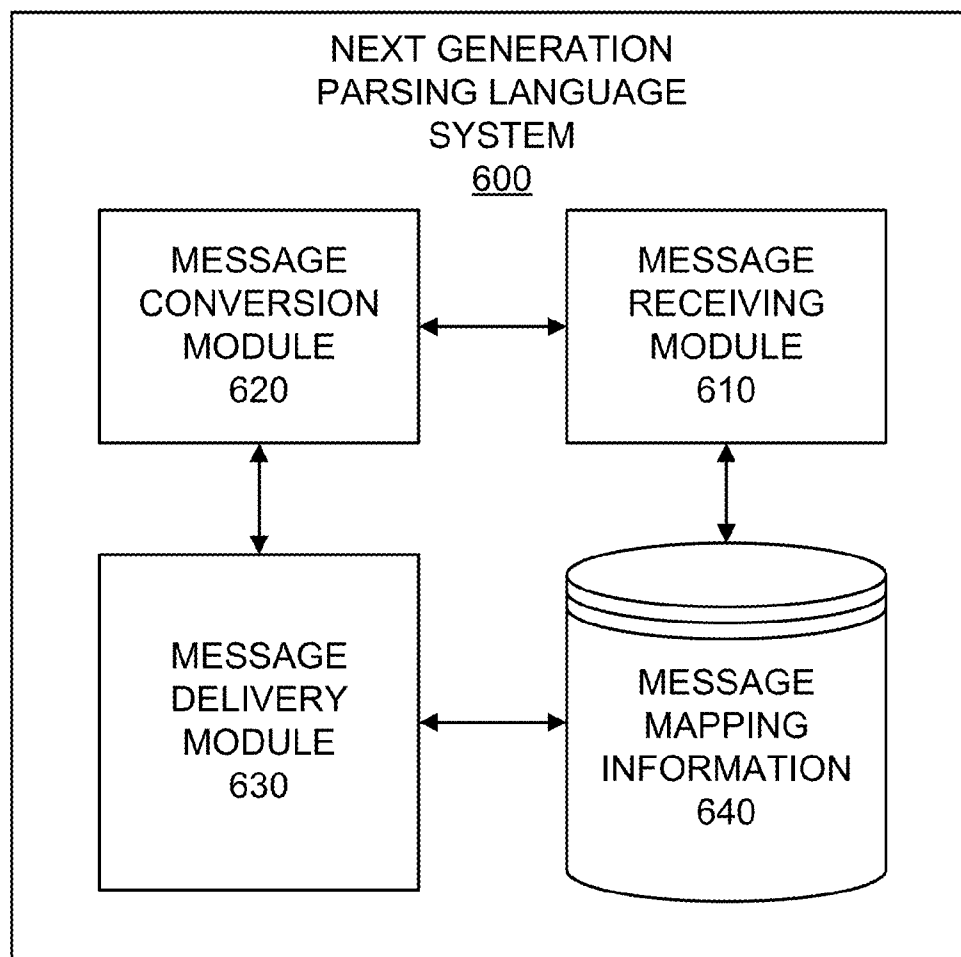 NEXT GENERATION
PARSING LANGUAGE
SYSTEM
600
MESSAGE
CONVERSION
MODULE
620
MESSAGE
RECEIVING
MODULE
610
MESSAGE
DELIVERY
MODULE
630
MESSAGE
MAPPING
INFORMATION
640